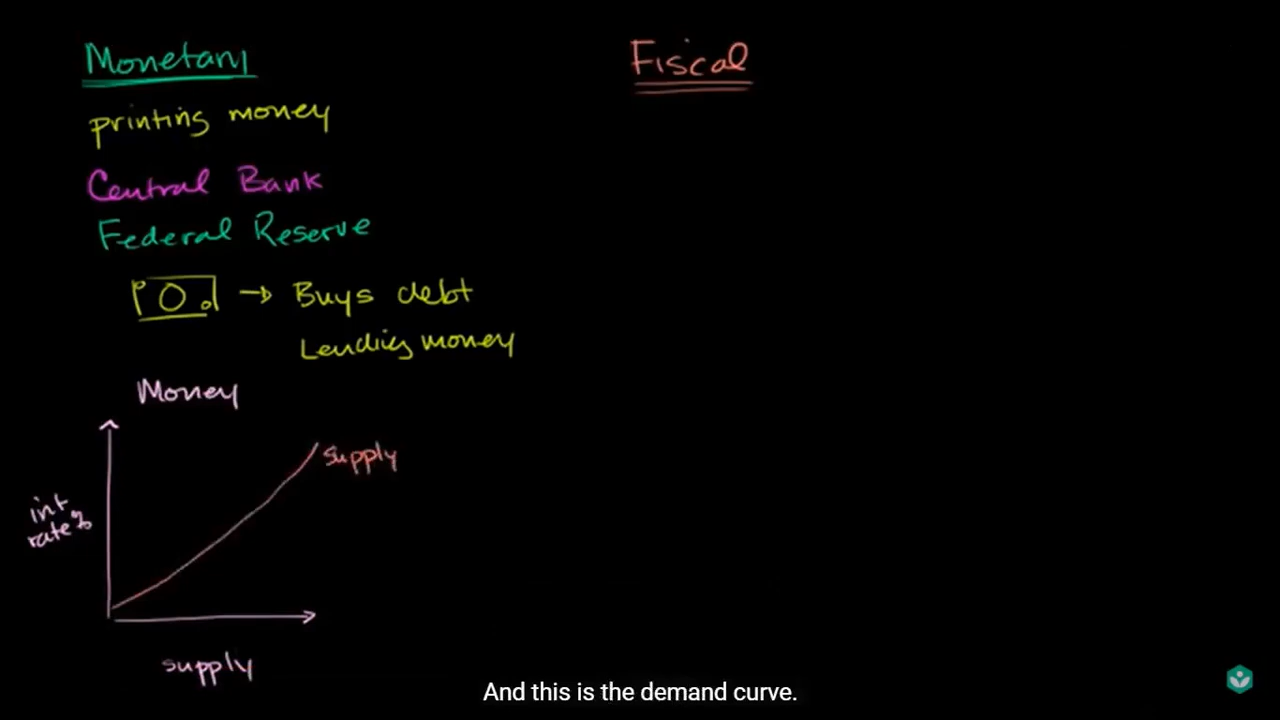 Monetary
printing money
Central Bank
Federal Reserve
→ Buys debt
Lending money
Money
supply
int
rate %
supply
Fiscal
And this is the demand curve.